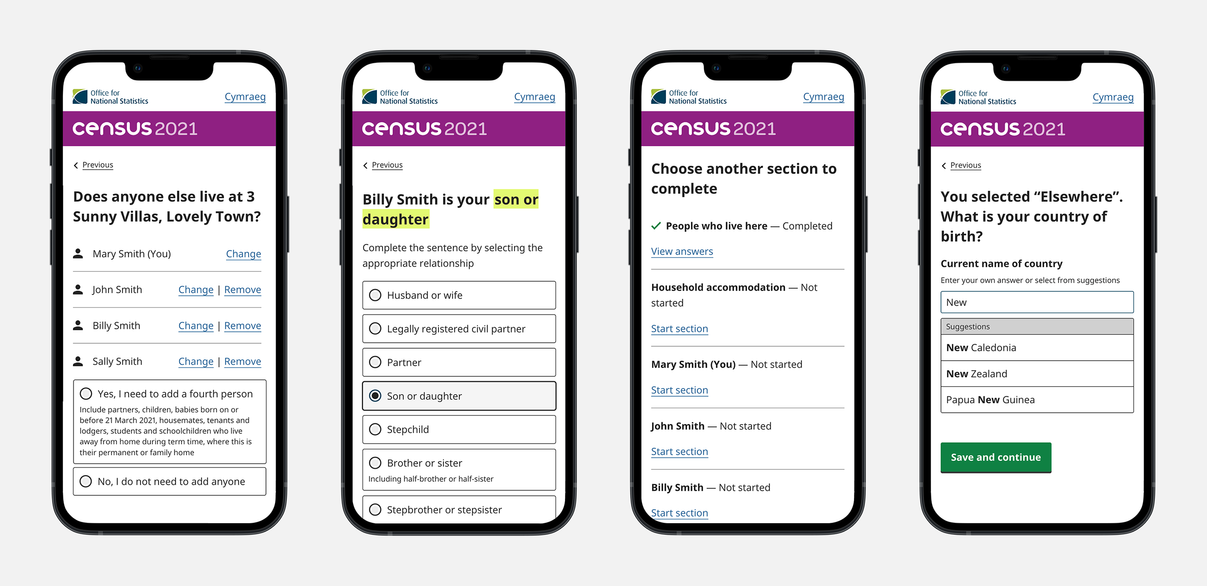 Office for
National Statistics
Cymraeg
census 2021
Previous
Does anyone else live at 3
Sunny Villas, Lovely Town?
Mary Smith (You) Change
John Smith Change | Remove
Billy Smith Change | Remove
Sally Smith Change | Remove
Yes, I need to add a fourth person
Include partners, children, babies born on or
before 21 March 2021, housemates, tenants and
lodgers, students and schoolchildren who live
away from home during term time, where this is
their permanent or family home
No, I do not need to add anyone
Office for
National Statistics
Cymraeg
census 2021
Previous
Billy Smith is your son or
daughter
Complete the sentence by selecting the
appropriate relationship
Husband or wife
Legally registered civil partner
Partner
Son or daughter
Stepchild
Brother or sister
Including half-brother or half-sister
Stepbrother or stepsister
Office for
National Statistics
Cymraeg
census 2021
Choose another section to
complete
People who live here — Completed
View answers
Household accommodation — Not
started
Start section
Mary Smith (You) — Not started
Start section
John Smith — Not started
Start section
Billy Smith — Not started
Start section
Office for
National Statistics
Cymraeg
census 2021
Previous
You selected “Elsewhere”.
What is your country of
birth?
Current name of country
Enter your own answer or select from suggestions
New
Suggestions
New Caledonia
New Zealand
Papua New Guinea
Save and continue